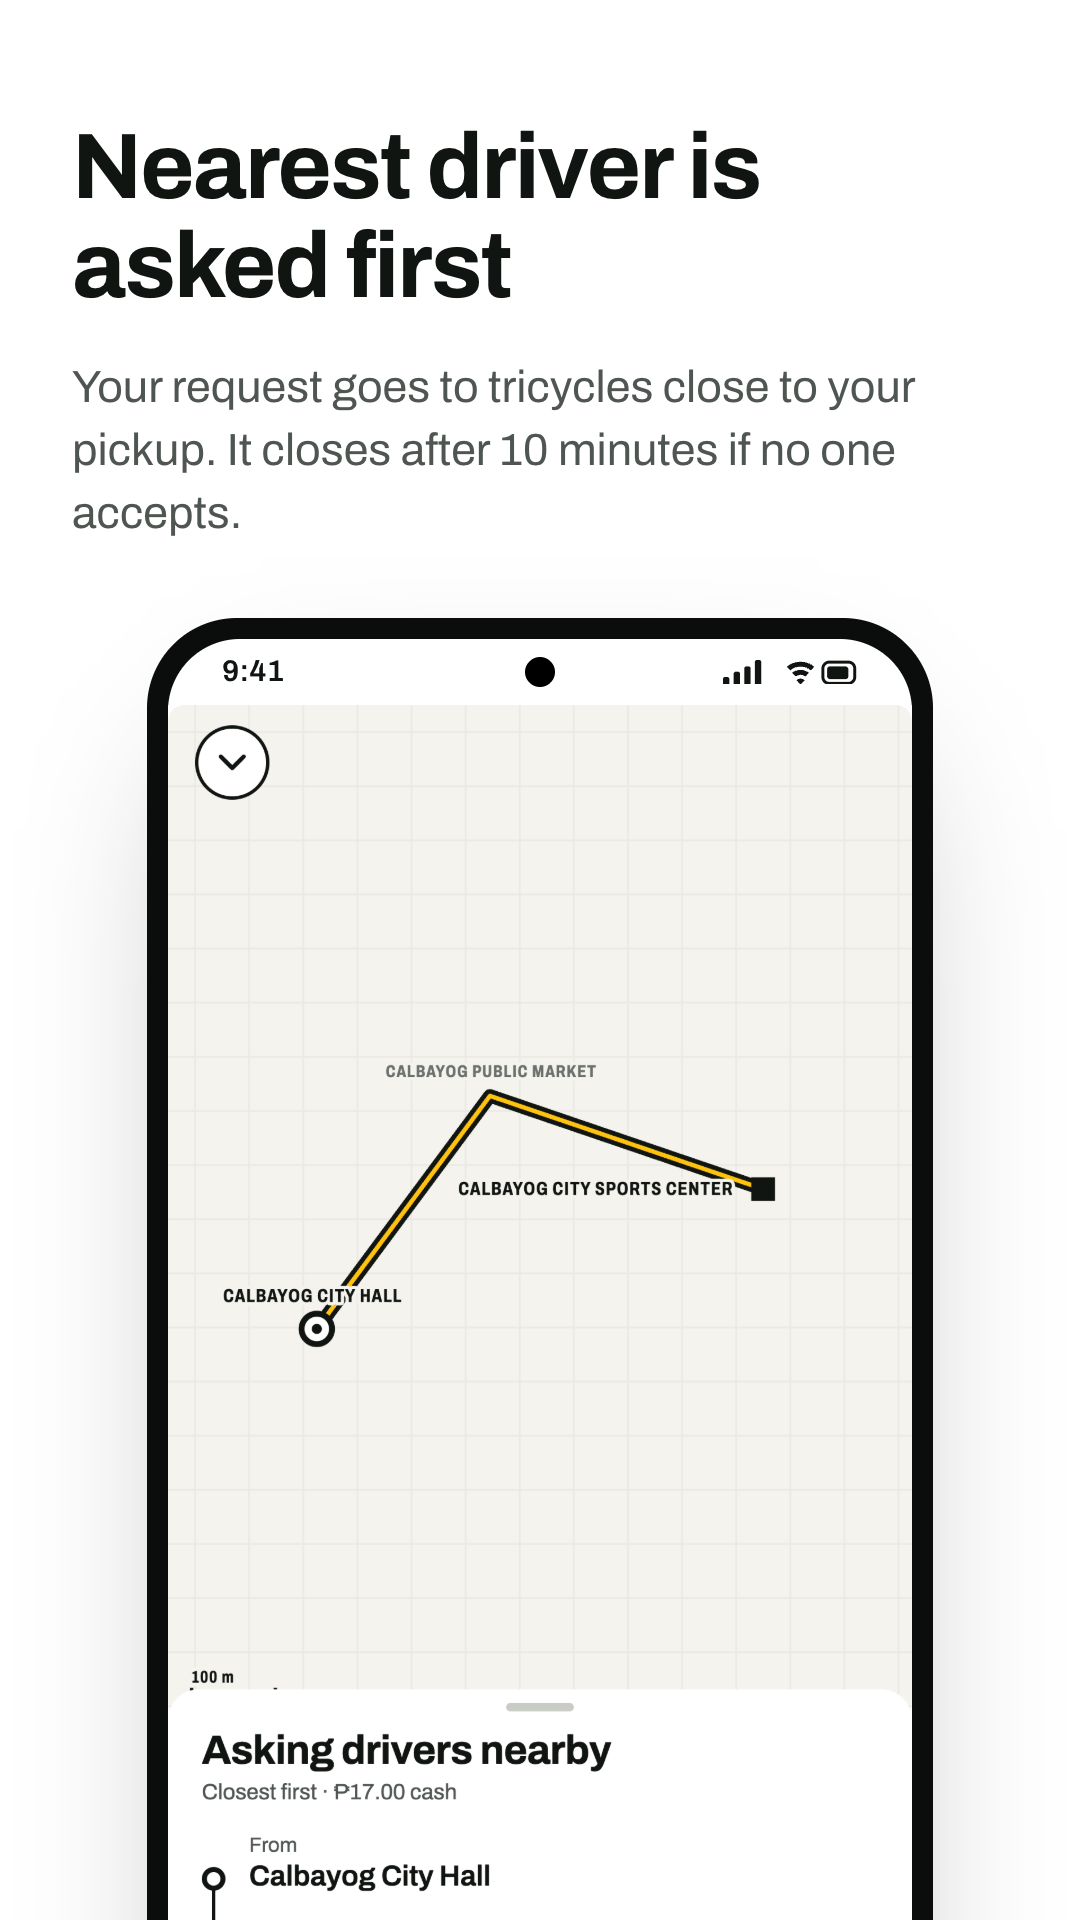 Nearest driver is
asked first
Your request goes to tricycles close to your
pickup. It closes after 10 minutes if no one
accepts.
9:41
CALBAYOG PUBLIC MARKET
CALBAYOG CITY SPORTS CENTER
CALBAYOG CITY HALL
100 m
Asking drivers nearby
Closest first · ₱17.00 cash
From
Calbayog City Hall